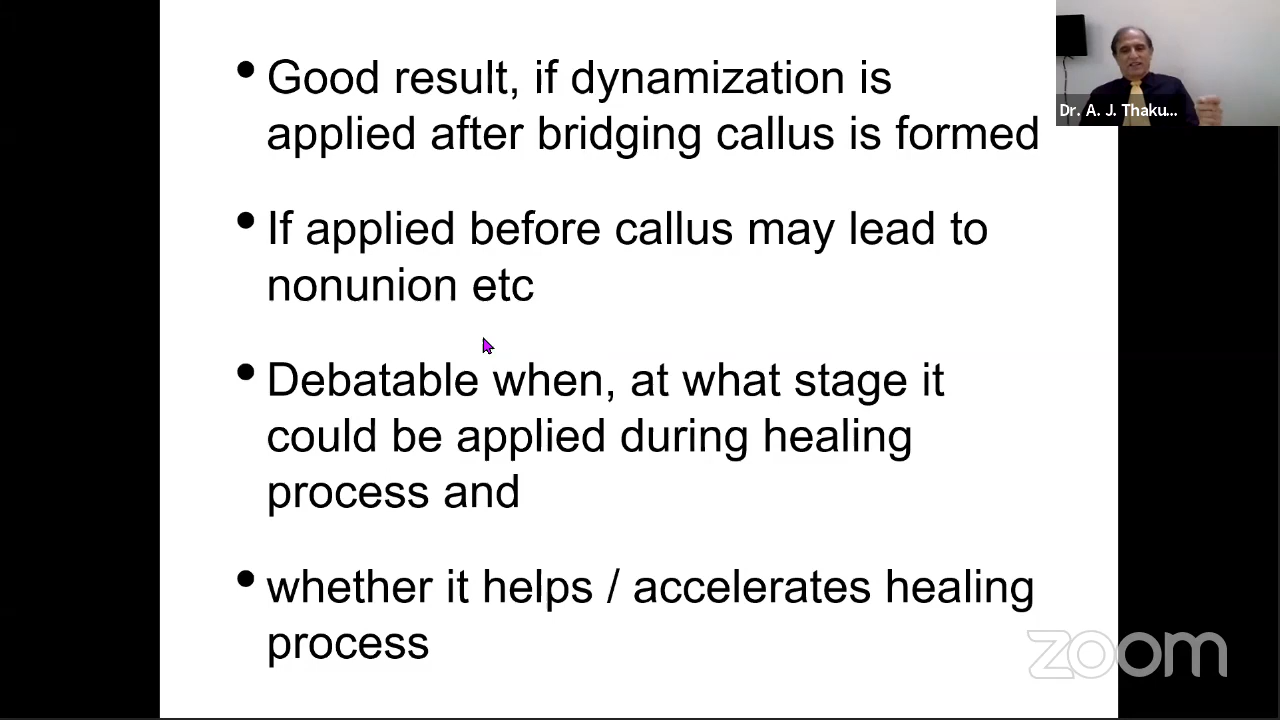 • Good result, if dynamization is
applied after bridging callus is formed
• If applied before callus may lead to
nonunion etc
• Debatable when, at what stage it
could be applied during healing
process and
• whether it helps / accelerates healing
process
Dr. A. J. Thaku...
zoom